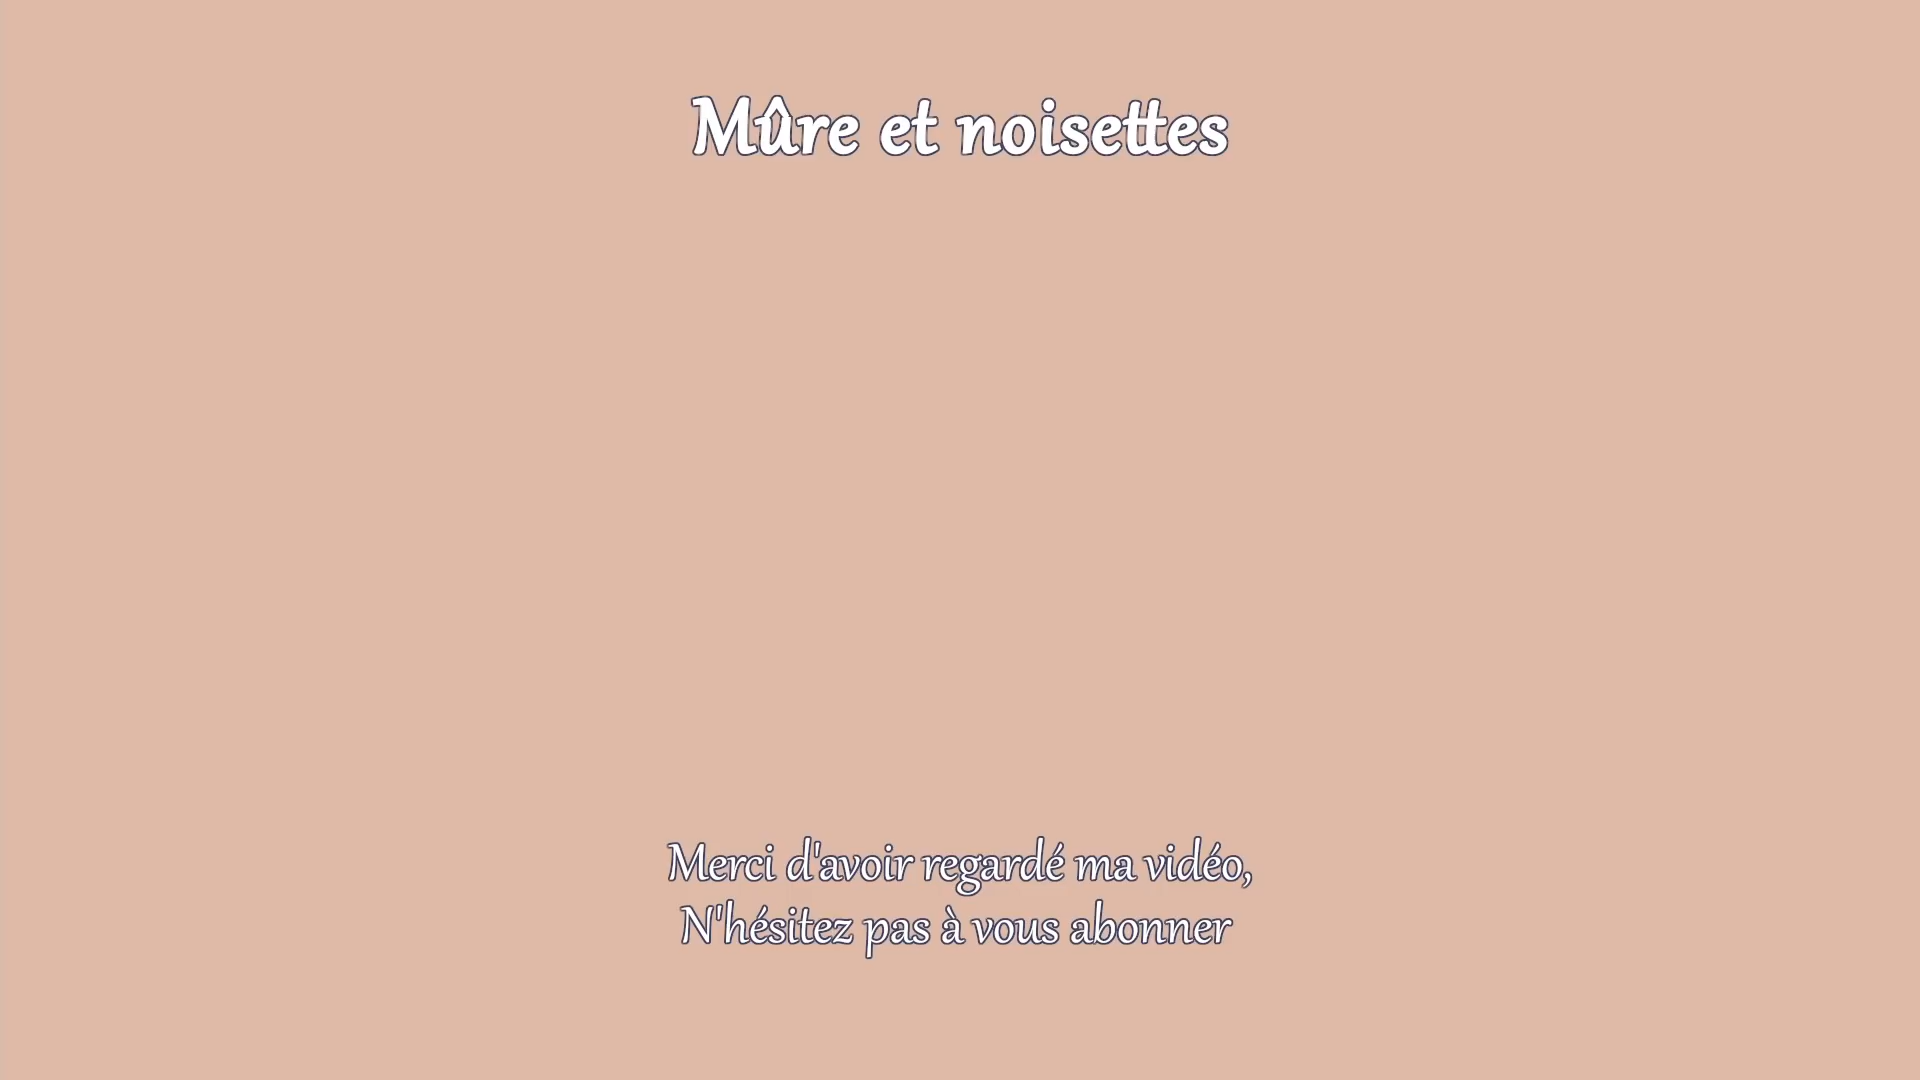 Mûre et noisettes
Merci d'avoir regardé ma vidéo,
N'hésitez pas à vous abonner